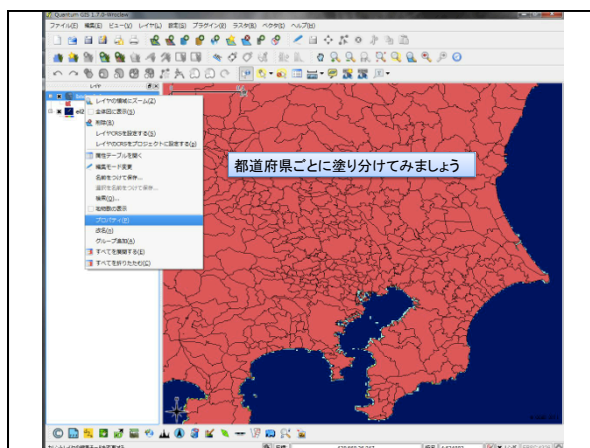 Quantum GIS 1.7.0-Wroclaw
ファイル(F) 編集(E) ビュー(V) レイヤ(L) 設定(S) プラグイン(P) ラスタ(R) ベクタ(O) ヘルプ(H)
レイヤ
レイヤの領域にズーム(Z)
全体図に表示(S)
削除(R)
レイヤCRSを設定する(S)
レイヤのCRSをプロジェクトに設定する(P)
属性テーブルを開く
編集モード変更
名前をつけて保存...
選択を名前をつけて保存...
検索(Q)...
地物数の表示
プロパティ(P)
改名(n)
グループ追加(A)
すべてを展開する(E)
すべてを折りたたむ(C)
都道府県ごとに塗り分けてみましょう